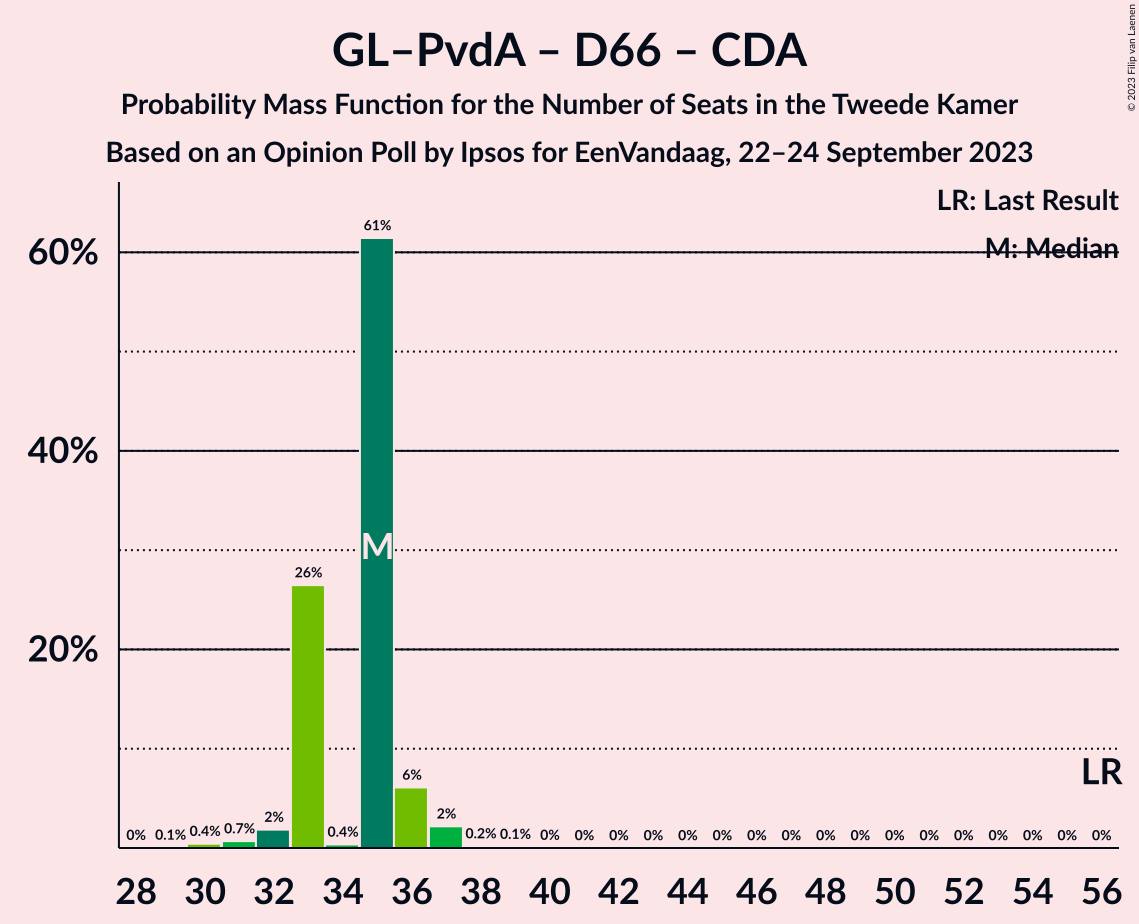 GL–PvdA – D66 – CDA
Probability Mass Function for the Number of Seats in the Tweede Kamer
Based on an Opinion Poll by Ipsos for EenVandaag, 22–24 September 2023
© 2023 Filip van Laenen
LR: Last Result
M: Median
60%
40%
20%
61%
M
26%
LR
6%
0% 0.1% 0.4% 0.7% 2% 0.4% 2% 0.2% 0.1% 0% 0% 0% 0% 0% 0% 0% 0% 0% 0% 0% 0% 0% 0% 0% 0% 0%
28 30 32 34 36 38 40 42 44 46 48 50 52 54 56